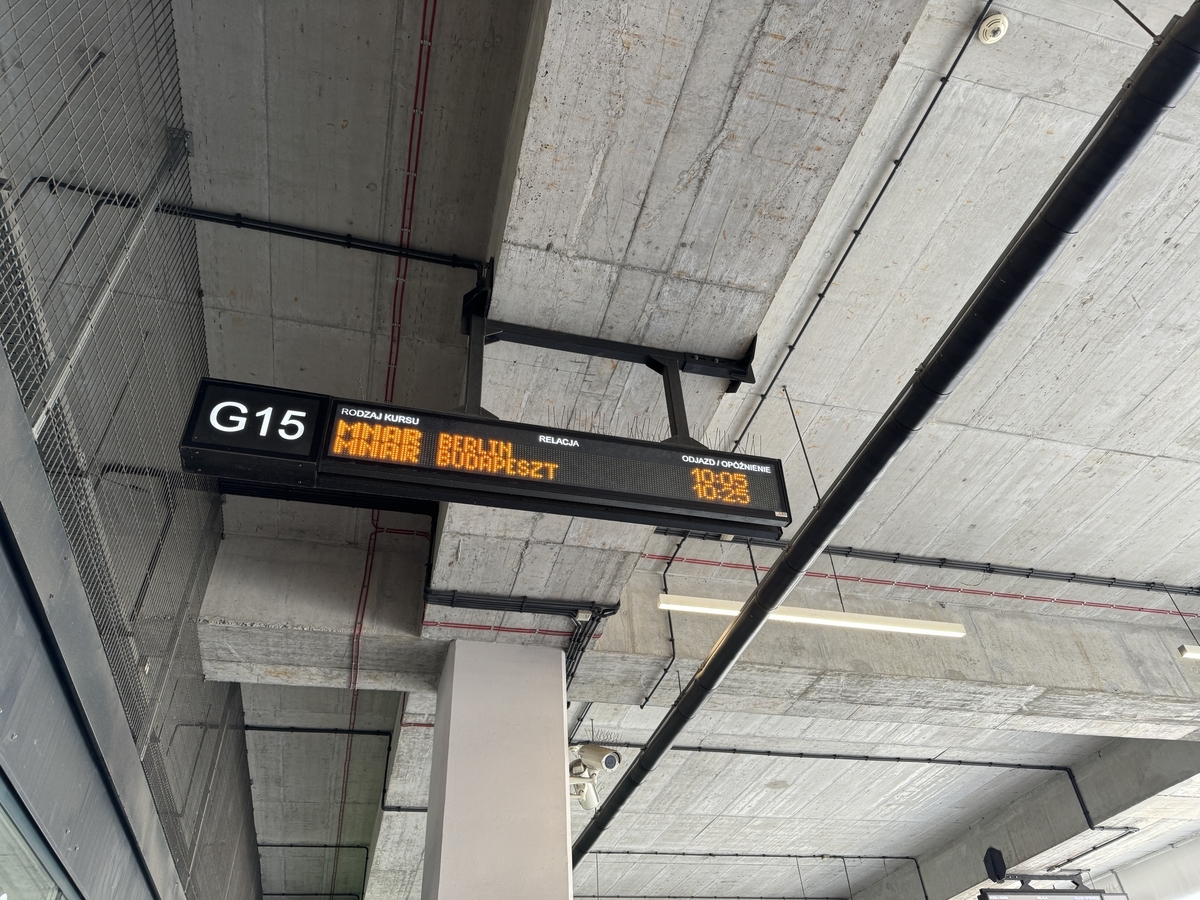 G15
RODZAJ KURSU RELACJA ODJAZD / OPÓŹNIENIE
MNAR BERLIN 10:05
MNAR BUDAPESZT 10:25